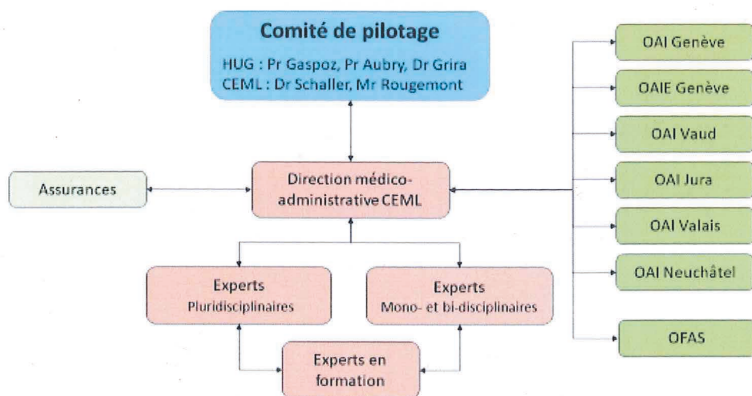 Comité de pilotage
HUG : Pr Gaspoz, Pr Aubry, Dr Grira
CEML : Dr Schaller, Mr Rougemont
Assurances
Direction médico-
administrative CEML
Experts
Pluridisciplinaires
Experts
Mono- et bi-disciplinaires
Experts en
formation
OAI Genève
OAIE Genève
OAI Vaud
OAI Jura
OAI Valais
OAI Neuchâtel
OFAS